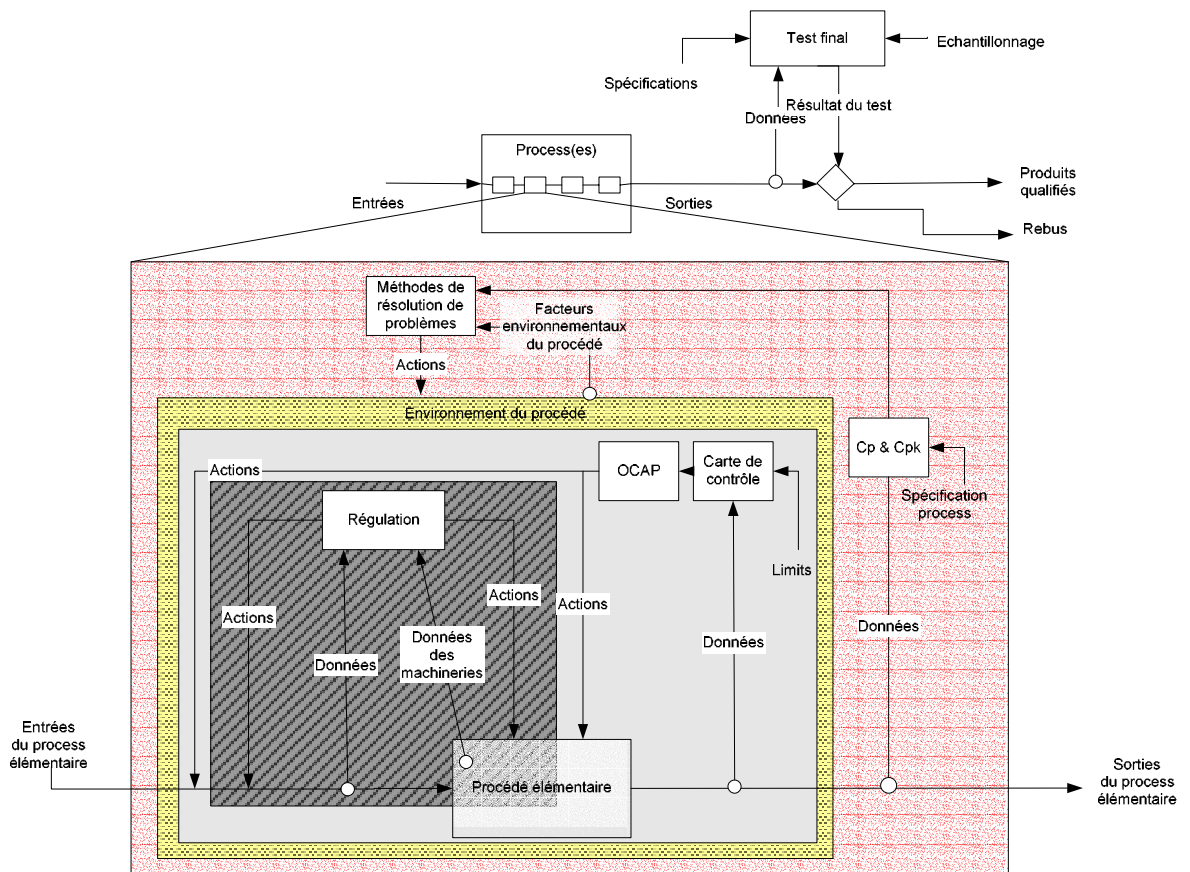 Test final
Echantillonnage
Spécifications
Résultat du test
Données
Process(es)
Entrées
Sorties
Produits
qualifiés
Rebus
Méthodes de
résolution de
problèmes
Facteurs
environnementaux
du procédé
Actions
Environnement du procédé
Cp & Cpk
Spécification
process
OCAP
Carte de
contrôle
Actions
Régulation
Limits
Actions
Actions
Actions
Données
Données
des
machineries
Données
Données
Entrées
du process
élémentaire
Procédé élémentaire
Sorties
du process
élémentaire